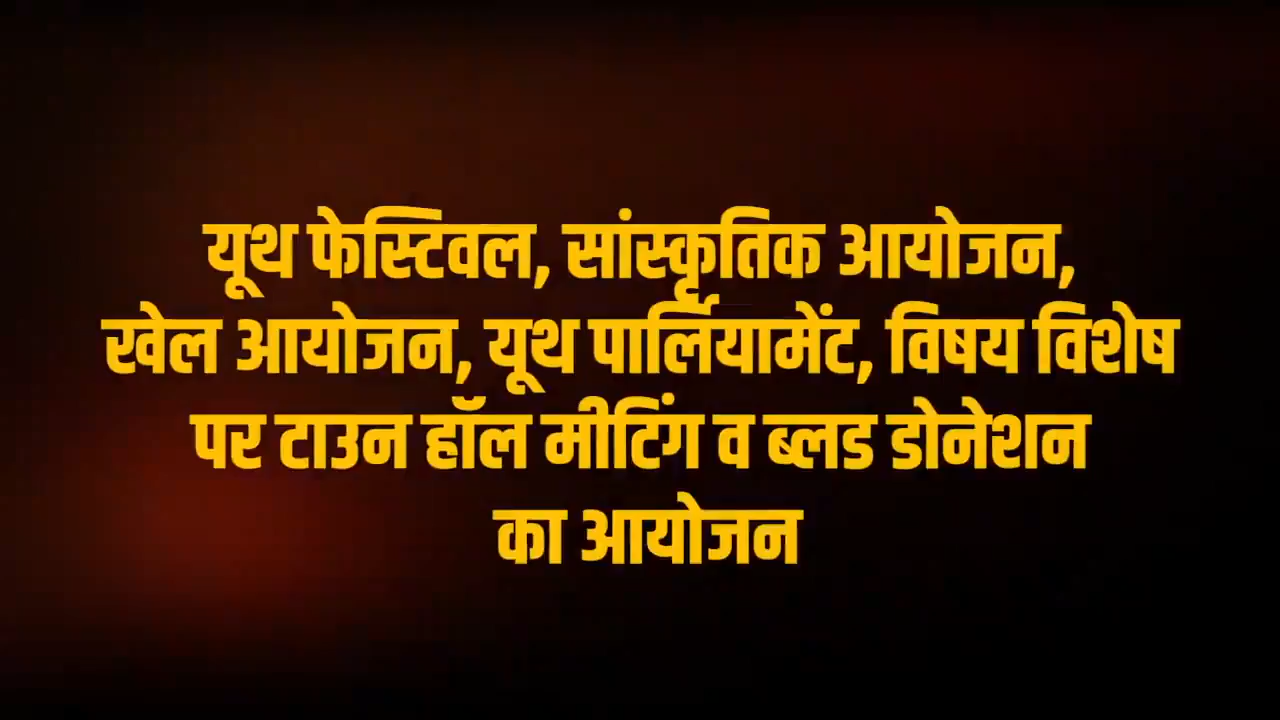 यूथ फेस्टिवल, सांस्कृतिक आयोजन,
खेल आयोजन, यूथ पार्लियामेंट, विषय विशेष
पर टाउन हॉल मीटिंग व ब्लड डोनेशन
का आयोजन